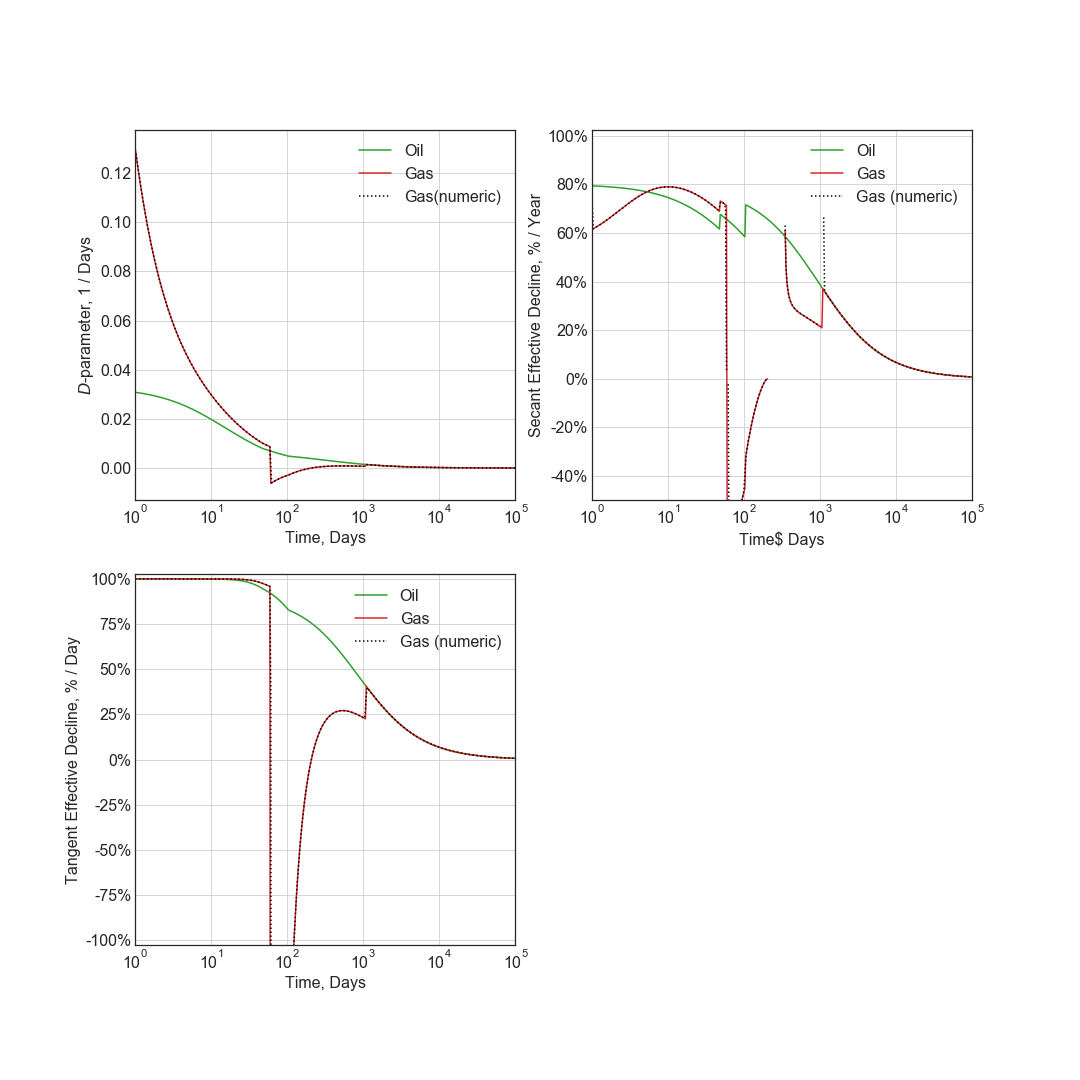 D-parameter, 1 / Days
0.12
0.10
0.08
0.06
0.04
0.02
0.00
Oil
Gas
Gas(numeric)
10^0 10^1 10^2 10^3 10^4 10^5
Time, Days
Secant Effective Decline, % / Year
100%
80%
60%
40%
20%
0%
-20%
-40%
Oil
Gas
Gas (numeric)
10^0 10^1 10^2 10^3 10^4 10^5
Time$ Days
Tangent Effective Decline, % / Day
100%
75%
50%
25%
0%
-25%
-50%
-75%
-100%
Oil
Gas
Gas (numeric)
10^0 10^1 10^2 10^3 10^4 10^5
Time, Days